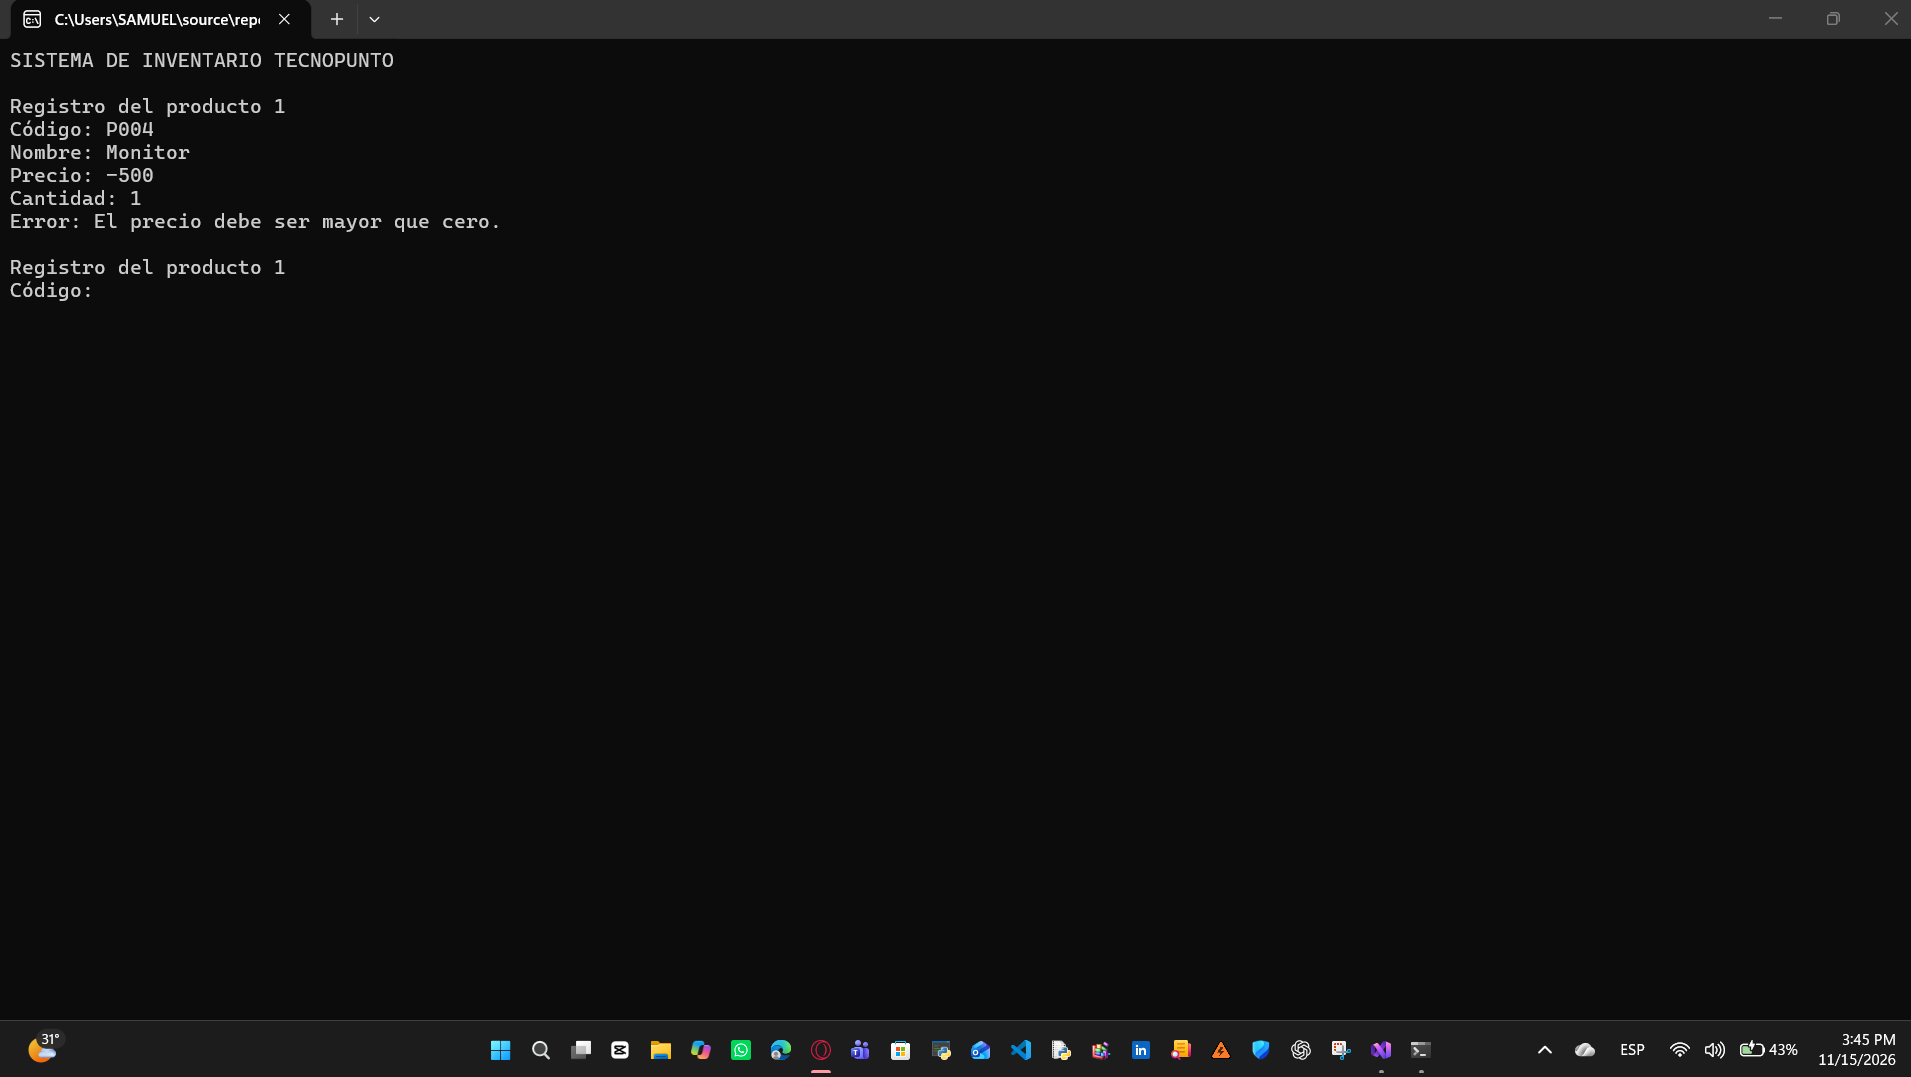 C:\Users\SAMUEL\source\repo
SISTEMA DE INVENTARIO TECNOPUNTO
Registro del producto 1
Código: P004
Nombre: Monitor
Precio: -500
Cantidad: 1
Error: El precio debe ser mayor que cero.
Registro del producto 1
Código:
31°
ESP
43%
3:45 PM
11/15/2026